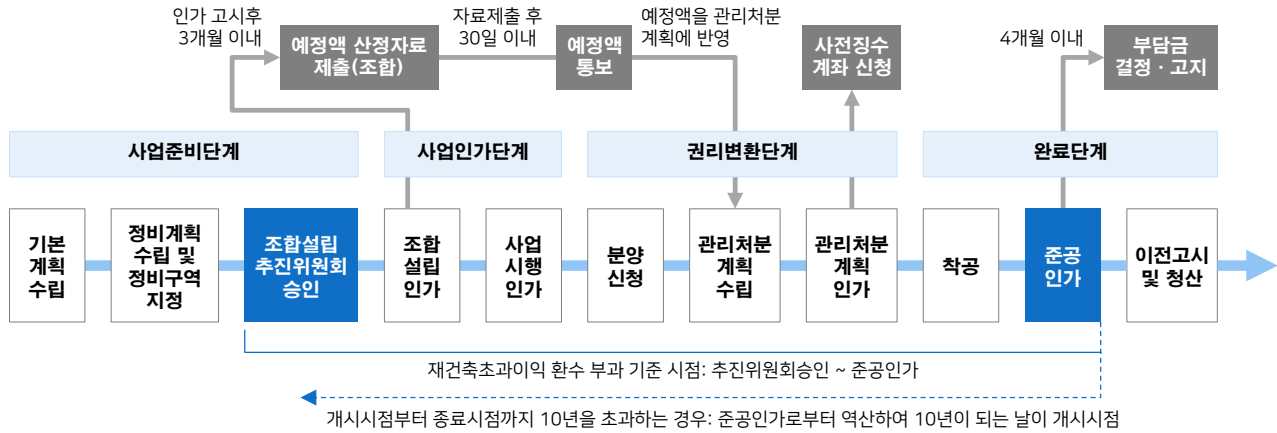 인가 고시후
3개월 이내
예정액 산정자료
제출(조합)
자료제출 후
30일 이내
예정액
통보
예정액을 관리처분
계획에 반영
사전징수
계좌 신청
4개월 이내
부담금
결정·고지
사업준비단계
사업인가단계
권리변환단계
완료단계
기본
계획
수립
정비계획
수립 및
정비구역
지정
조합설립
추진위원회
승인
조합
설립
인가
사업
시행
인가
분양
신청
관리처분
계획
수립
관리처분
계획
인가
착공
준공
인가
이전고시
및 청산
재건축초과이익 환수 부과 기준 시점: 추진위원회승인 ~ 준공인가
개시시점부터 종료시점까지 10년을 초과하는 경우: 준공인가로부터 역산하여 10년이 되는 날이 개시시점